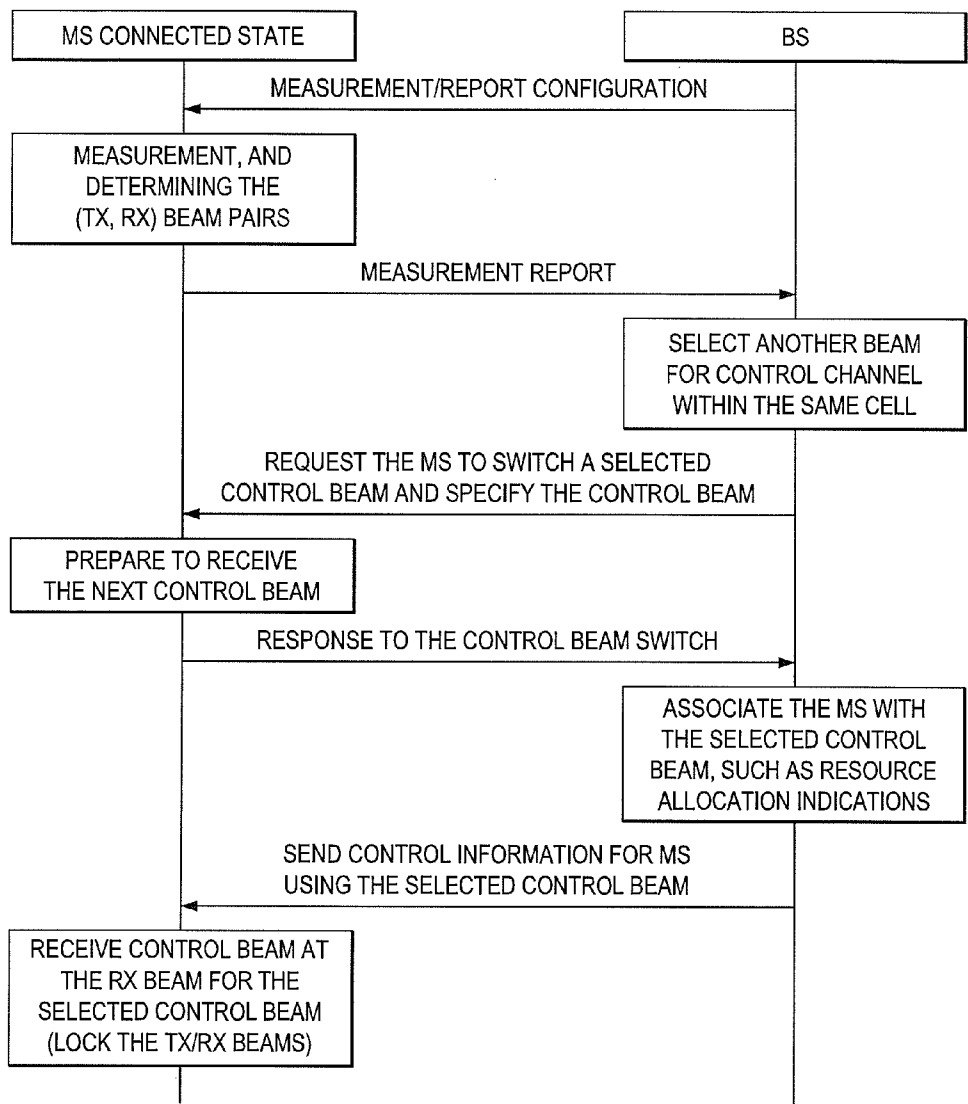 MS CONNECTED STATE
BS
MEASUREMENT/REPORT CONFIGURATION
MEASUREMENT, AND
DETERMINING THE
(TX, RX) BEAM PAIRS
MEASUREMENT REPORT
SELECT ANOTHER BEAM
FOR CONTROL CHANNEL
WITHIN THE SAME CELL
REQUEST THE MS TO SWITCH A SELECTED
CONTROL BEAM AND SPECIFY THE CONTROL BEAM
PREPARE TO RECEIVE
THE NEXT CONTROL BEAM
RESPONSE TO THE CONTROL BEAM SWITCH
ASSOCIATE THE MS WITH
THE SELECTED CONTROL
BEAM, SUCH AS RESOURCE
ALLOCATION INDICATIONS
SEND CONTROL INFORMATION FOR MS
USING THE SELECTED CONTROL BEAM
RECEIVE CONTROL BEAM AT
THE RX BEAM FOR THE
SELECTED CONTROL BEAM
(LOCK THE TX/RX BEAMS)